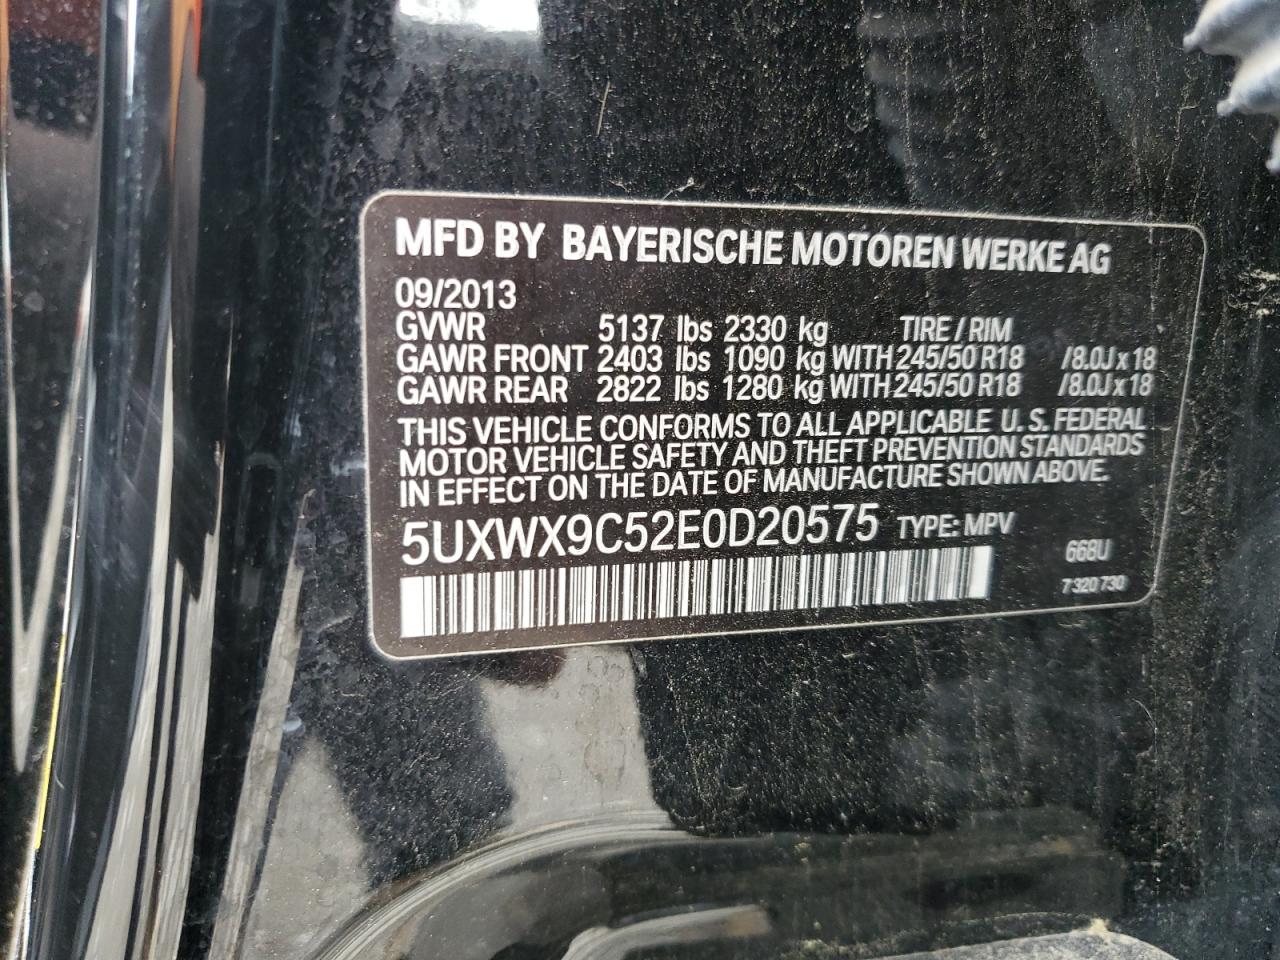 MFD BY BAYERISCHE MOTOREN WERKE AG
09/2013
GVWR 5137 lbs 2330 kg TIRE / RIM
GAWR FRONT 2403 lbs 1090 kg WITH 245/50 R18 /8.0J x 18
GAWR REAR 2822 lbs 1280 kg WITH 245/50 R18 /8.0J x 18
THIS VEHICLE CONFORMS TO ALL APPLICABLE U. S. FEDERAL
MOTOR VEHICLE SAFETY AND THEFT PREVENTION STANDARDS
IN EFFECT ON THE DATE OF MANUFACTURE SHOWN ABOVE.
5UXWX9C52E0D20575 TYPE: MPV
668U
7 320 730